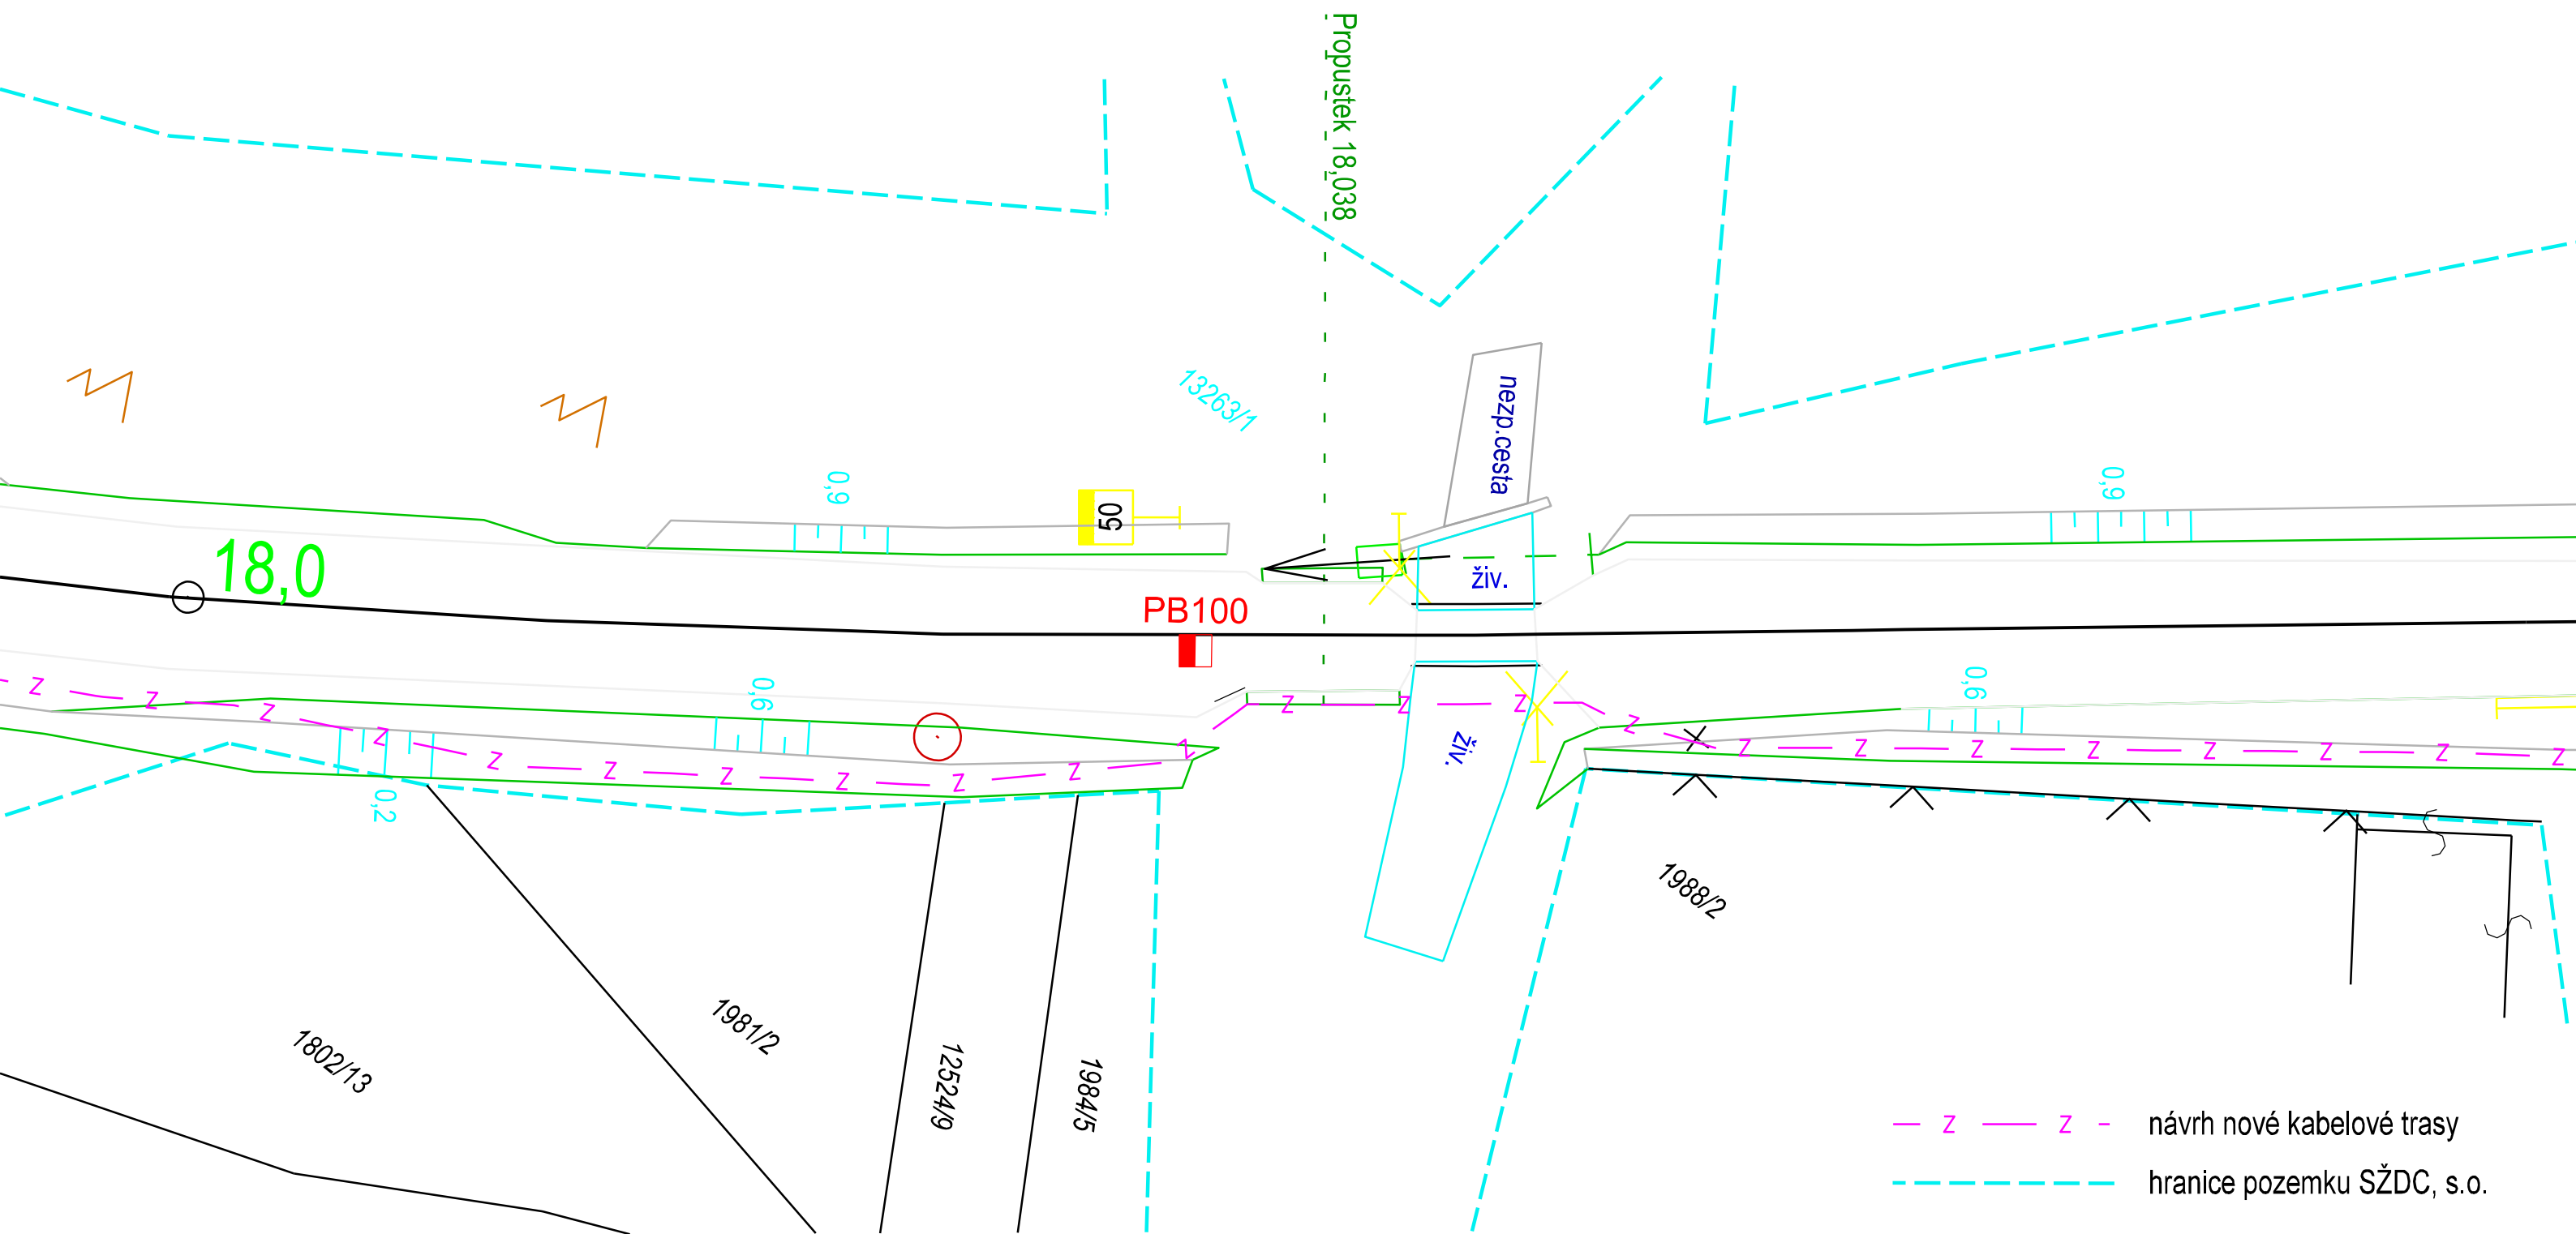 Propustek 18,038
13263/1
nezp.cesta
0,9
0,9
50
18,0
živ.
PB100
0,6
0,6
živ.
0,2
1988/2
1981/2
1802/13
12524/9
1984/5
Z Z návrh nové kabelové trasy
hranice pozemku SŽDC, s.o.